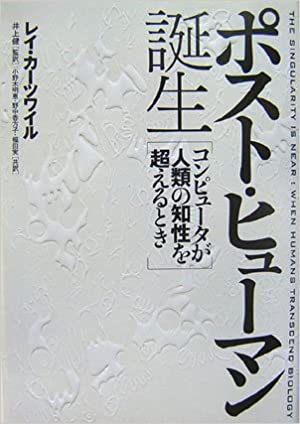 THE SINGULARITY IS NEAR : WHEN HUMANS TRANSCEND BIOLOGY
ポスト・ヒューマン
誕生
コンピュータが
人類の知性を
超えるとき
レイ・カーツワイル
井上健[監訳] 小野木明恵・野中香方子・福田実[共訳]